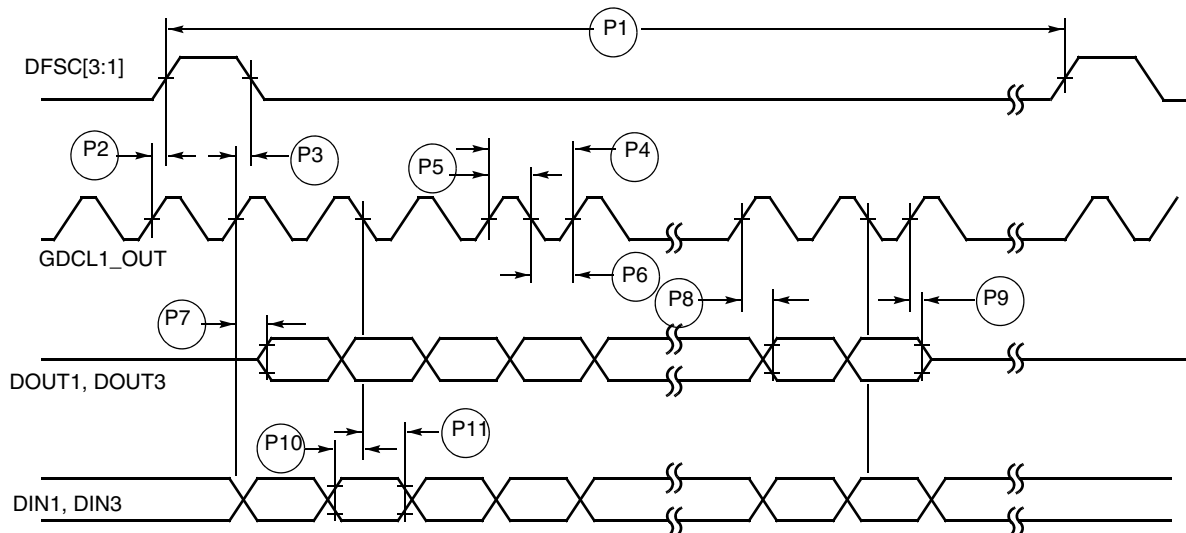 P1
DFSC[3:1]
P2
P3
P5
P4
GDCL1_OUT
P6
P8
P9
P7
DOUT1, DOUT3
P10
P11
DIN1, DIN3